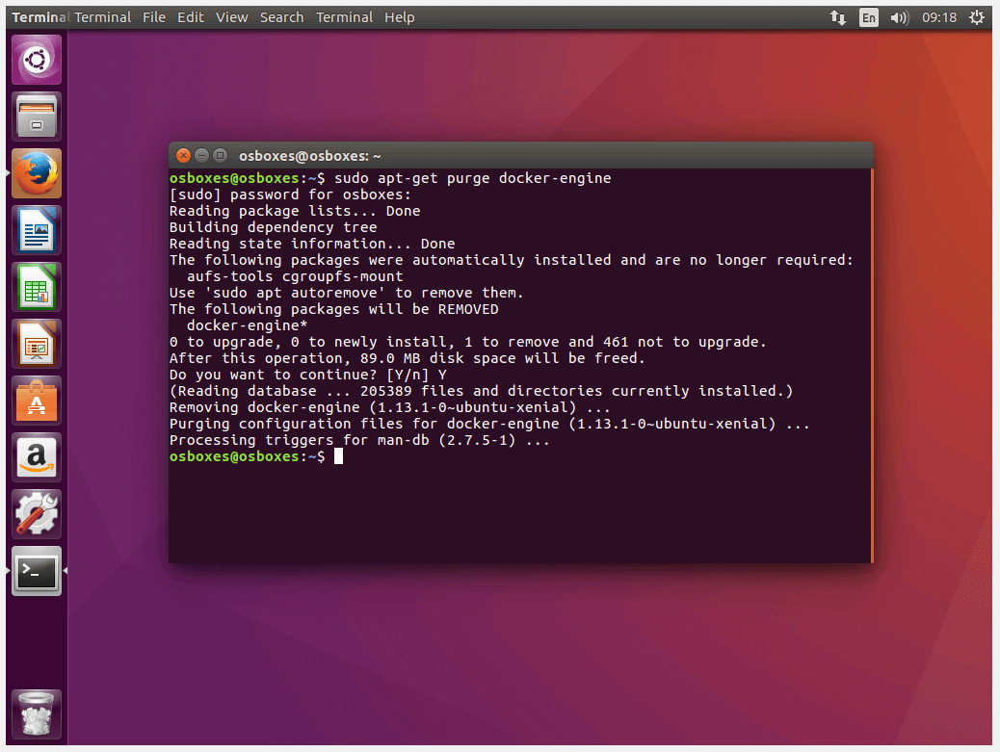 Terminal Terminal File Edit View Search Terminal Help En 09:18
osboxes@osboxes: ~
osboxes@osboxes:~$ sudo apt-get purge docker-engine
[sudo] password for osboxes:
Reading package lists... Done
Building dependency tree
Reading state information... Done
The following packages were automatically installed and are no longer required:
  aufs-tools cgroupfs-mount
Use 'sudo apt autoremove' to remove them.
The following packages will be REMOVED
  docker-engine*
0 to upgrade, 0 to newly install, 1 to remove and 461 not to upgrade.
After this operation, 89.0 MB disk space will be freed.
Do you want to continue? [Y/n] Y
(Reading database ... 205389 files and directories currently installed.)
Removing docker-engine (1.13.1-0~ubuntu-xenial) ...
Purging configuration files for docker-engine (1.13.1-0~ubuntu-xenial) ...
Processing triggers for man-db (2.7.5-1) ...
osboxes@osboxes:~$